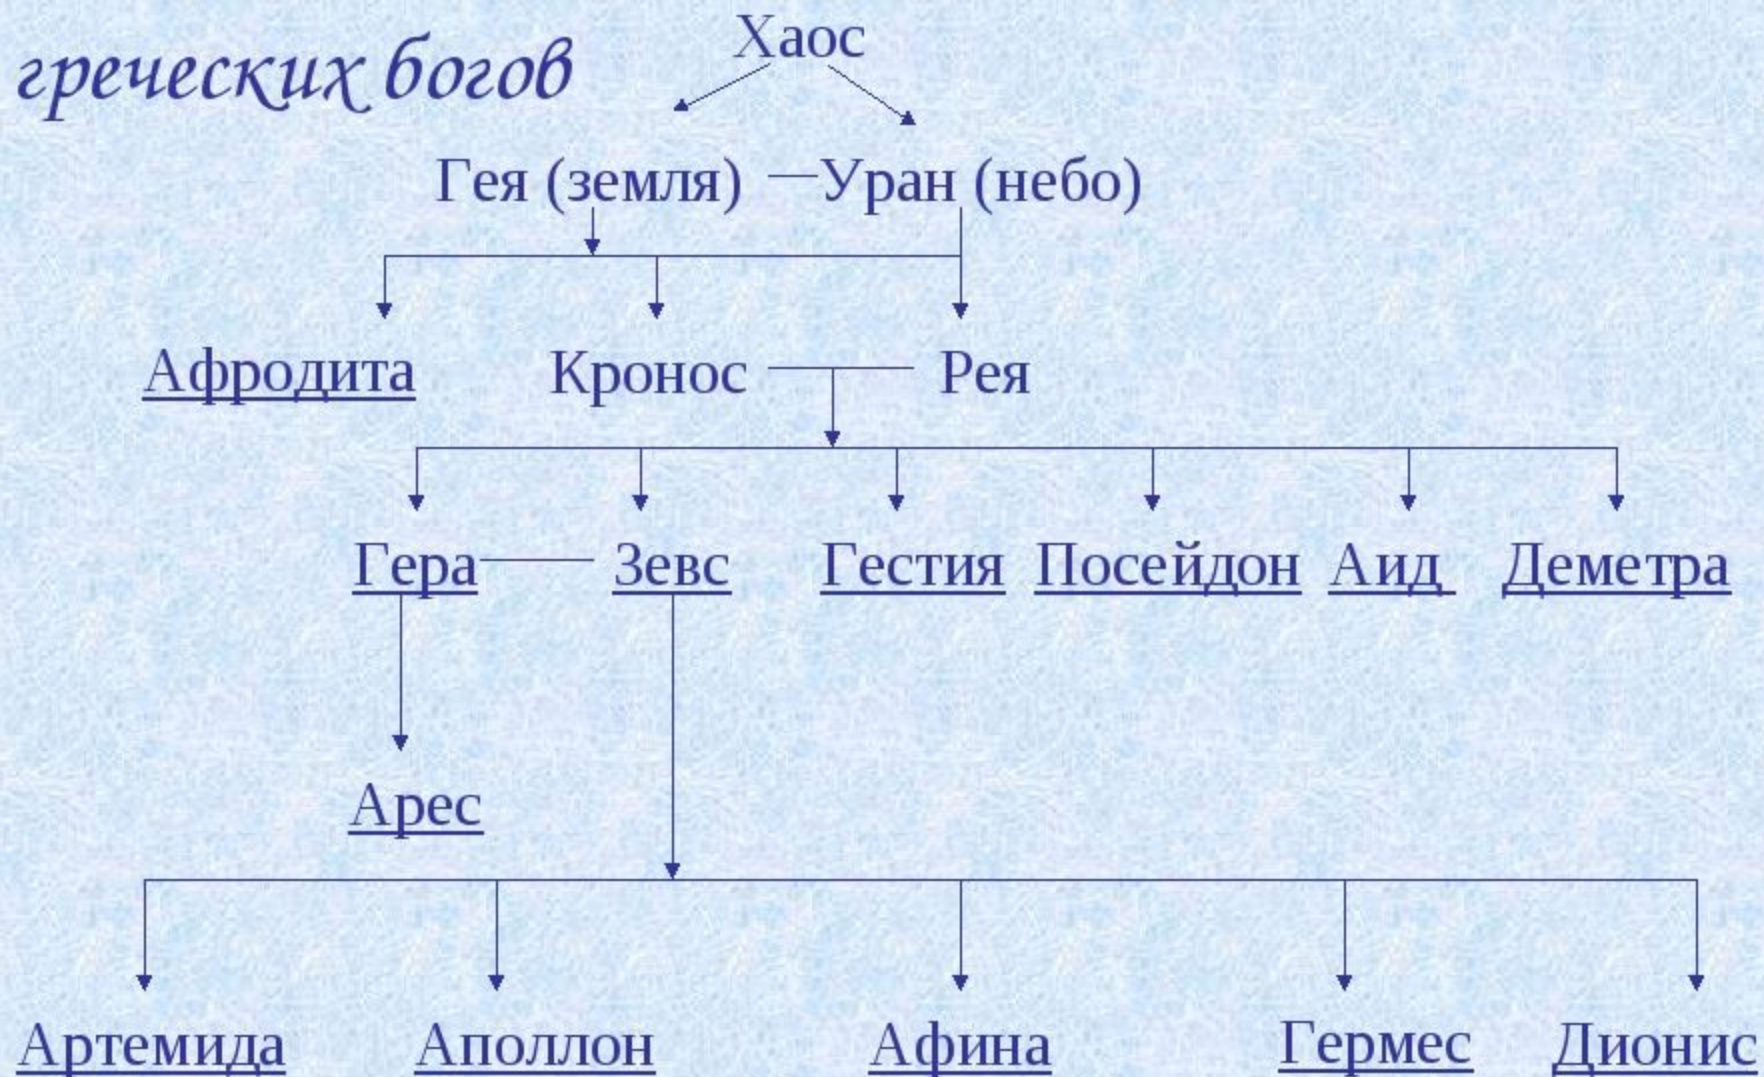 греческих богов
Хаос
Гея (земля) Уран (небо)
Афродита Кронос Рея
Гера Зевс Гестия Посейдон Аид Деметра
Арес
Артемида Аполлон Афина Гермес Дионис